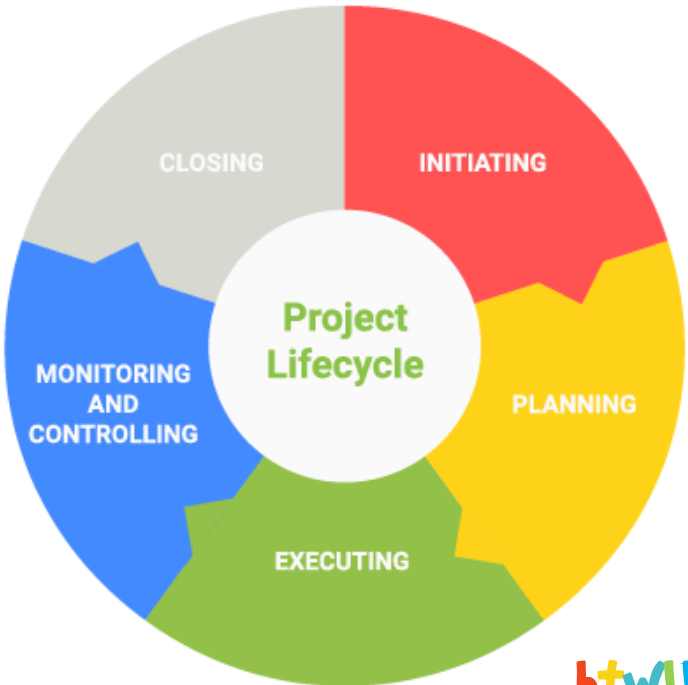 Project
Lifecycle
INITIATING
PLANNING
EXECUTING
MONITORING
AND
CONTROLLING
CLOSING